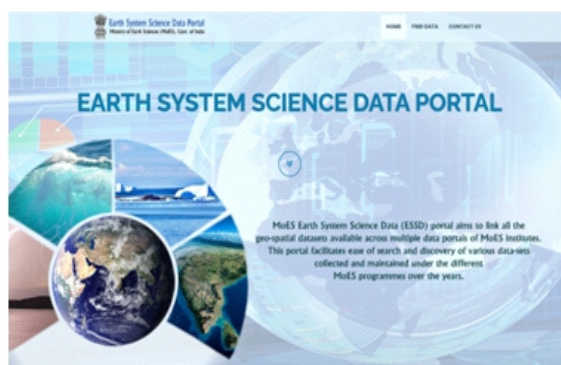 Earth System Science Data Portal
Ministry of Earth Sciences (MoES), Govt. of India
HOME FIND DATA CONTACT US
EARTH SYSTEM SCIENCE DATA PORTAL
MoES Earth System Science Data (ESSD) portal aims to link all the
geo-spatial datasets available across multiple data portals of MoES institutes.
This portal facilitates ease of search and discovery of various data-sets
collected and maintained under the different
MoES programmes over the years.